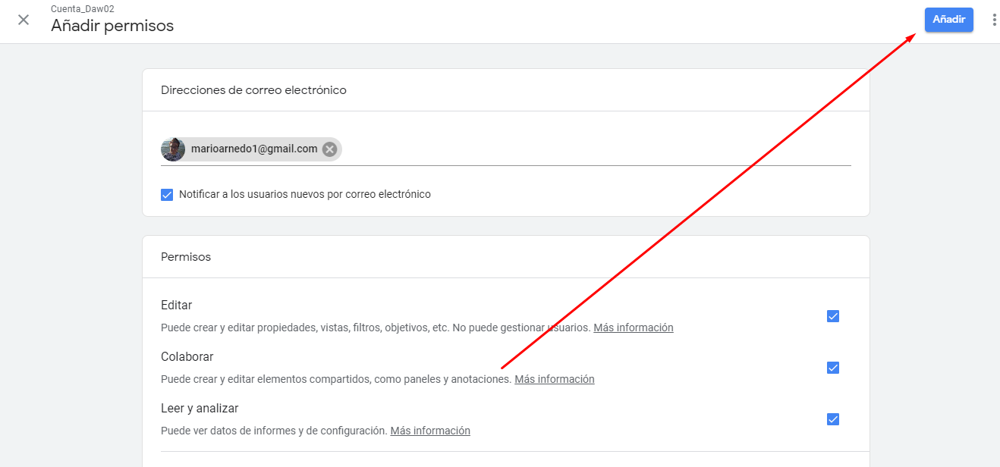 Cuenta_Daw02
Añadir permisos
Añadir
Direcciones de correo electrónico
marioarnedo1@gmail.com
Notificar a los usuarios nuevos por correo electrónico
Permisos
Editar
Puede crear y editar propiedades, vistas, filtros, objetivos, etc. No puede gestionar usuarios. Más información
Colaborar
Puede crear y editar elementos compartidos, como paneles y anotaciones. Más información
Leer y analizar
Puede ver datos de informes y de configuración. Más información